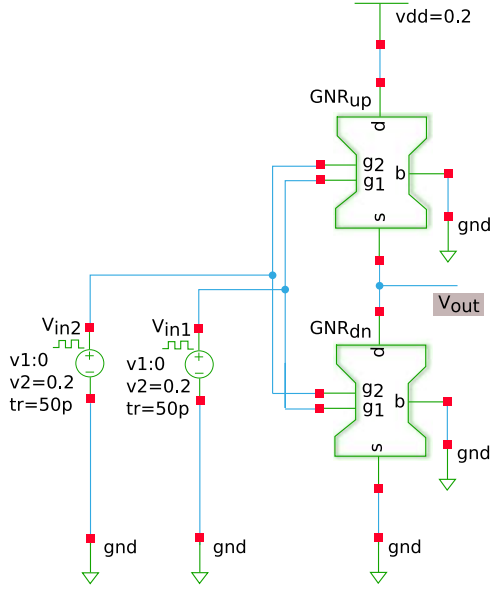 vdd=0.2
GNRup
d
g2
g1
b
s
gnd
Vout
Vin2
v1:0
v2=0.2
tr=50p
Vin1
v1:0
v2=0.2
tr=50p
GNRdn
d
g2
g1
b
s
gnd
gnd
gnd
gnd